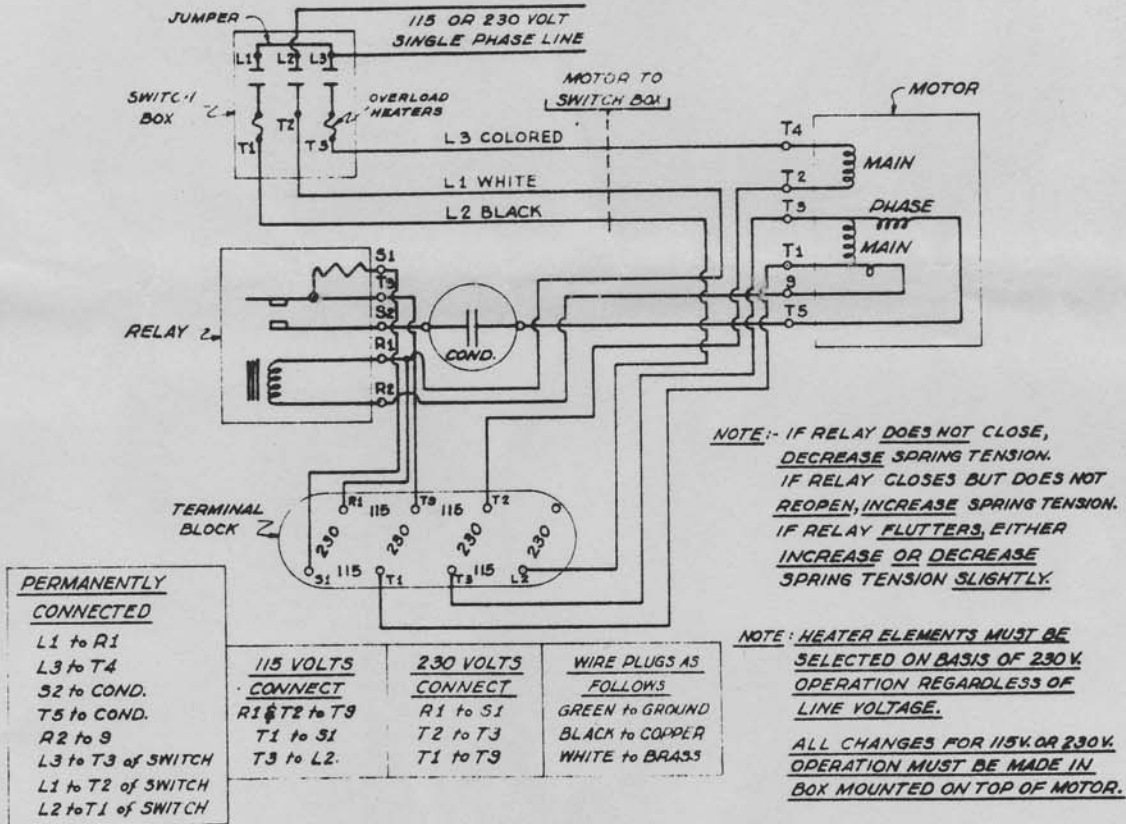 JUMPER
115 OR 230 VOLT
SINGLE PHASE LINE
L1 L2 L3
SWITCH
BOX
OVERLOAD
HEATERS
T1 T2 T3
MOTOR TO
SWITCH BOX
MOTOR
L3 COLORED
L1 WHITE
L2 BLACK
T4
MAIN
T2
T3
PHASE
MAIN
T1
9
T5
S1
T9
S2
R1
R2
RELAY
COND.
TERMINAL
BLOCK
R1 115 T9 115 T2
230 230 230 230
S1 115 T1 T3 115 L2
NOTE:- IF RELAY DOES NOT CLOSE,
DECREASE SPRING TENSION.
IF RELAY CLOSES BUT DOES NOT
REOPEN, INCREASE SPRING TENSION.
IF RELAY FLUTTERS, EITHER
INCREASE OR DECREASE
SPRING TENSION SLIGHTLY.
PERMANENTLY
CONNECTED
L1 to R1
L3 to T4
S2 to COND.
T5 to COND.
R2 to 9
L3 to T3 of SWITCH
L1 to T2 of SWITCH
L2 to T1 of SWITCH
115 VOLTS
CONNECT
R1 & T2 to T9
T1 to S1
T3 to L2.
230 VOLTS
CONNECT
R1 to S1
T2 to T3
T1 to T9
WIRE PLUGS AS
FOLLOWS
GREEN to GROUND
BLACK to COPPER
WHITE to BRASS
NOTE: HEATER ELEMENTS MUST BE
SELECTED ON BASIS OF 230 V.
OPERATION REGARDLESS OF
LINE VOLTAGE.
ALL CHANGES FOR 115V. OR 230V.
OPERATION MUST BE MADE IN
BOX MOUNTED ON TOP OF MOTOR.